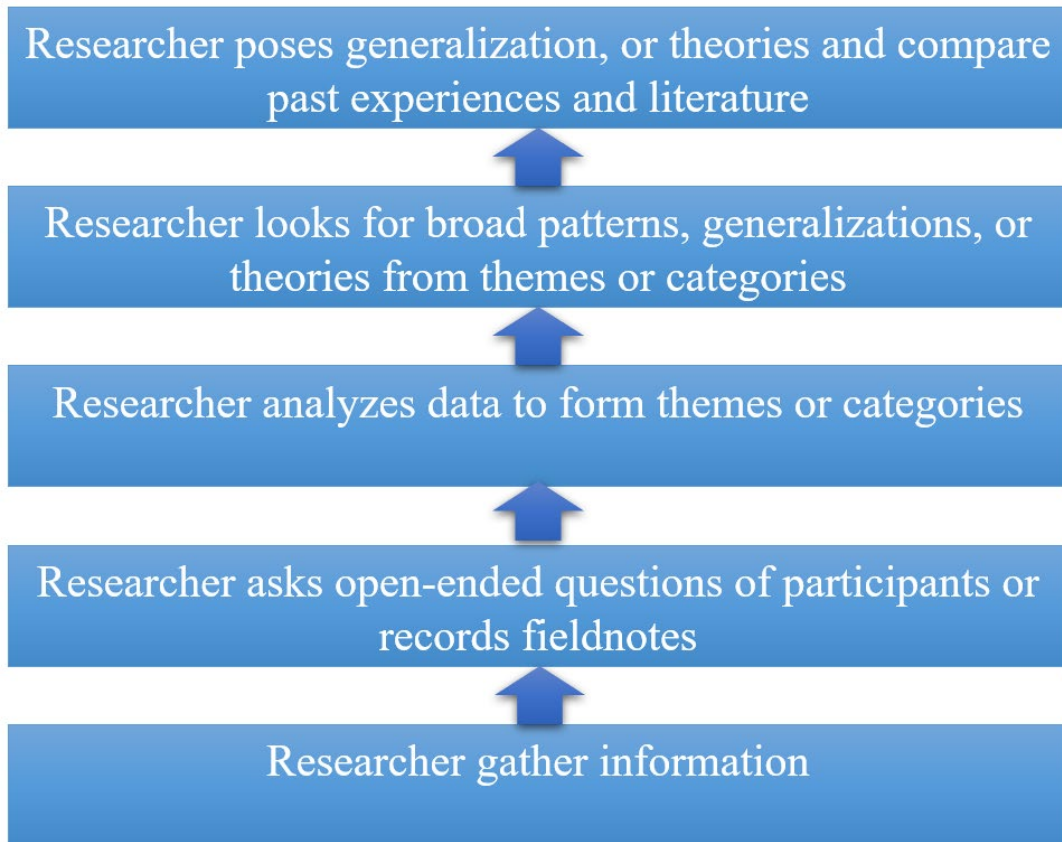 Researcher poses generalization, or theories and compare
past experiences and literature
Researcher looks for broad patterns, generalizations, or
theories from themes or categories
Researcher analyzes data to form themes or categories
Researcher asks open-ended questions of participants or
records fieldnotes
Researcher gather information